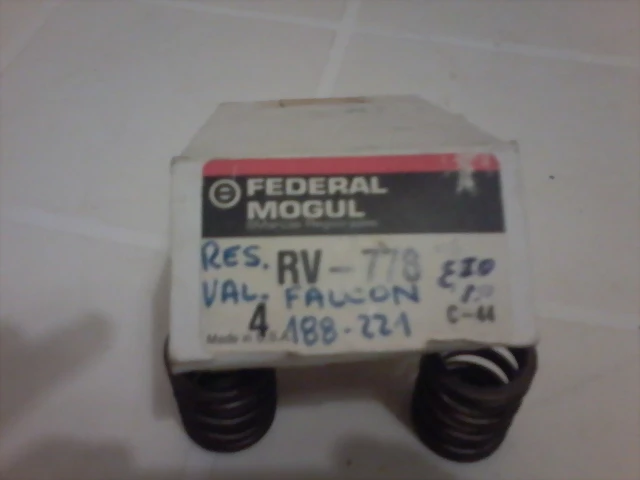 FEDERAL
MOGUL
RES. RV-778
VAL. FALCON
4 188-221
C-44
Made in U.S.A.